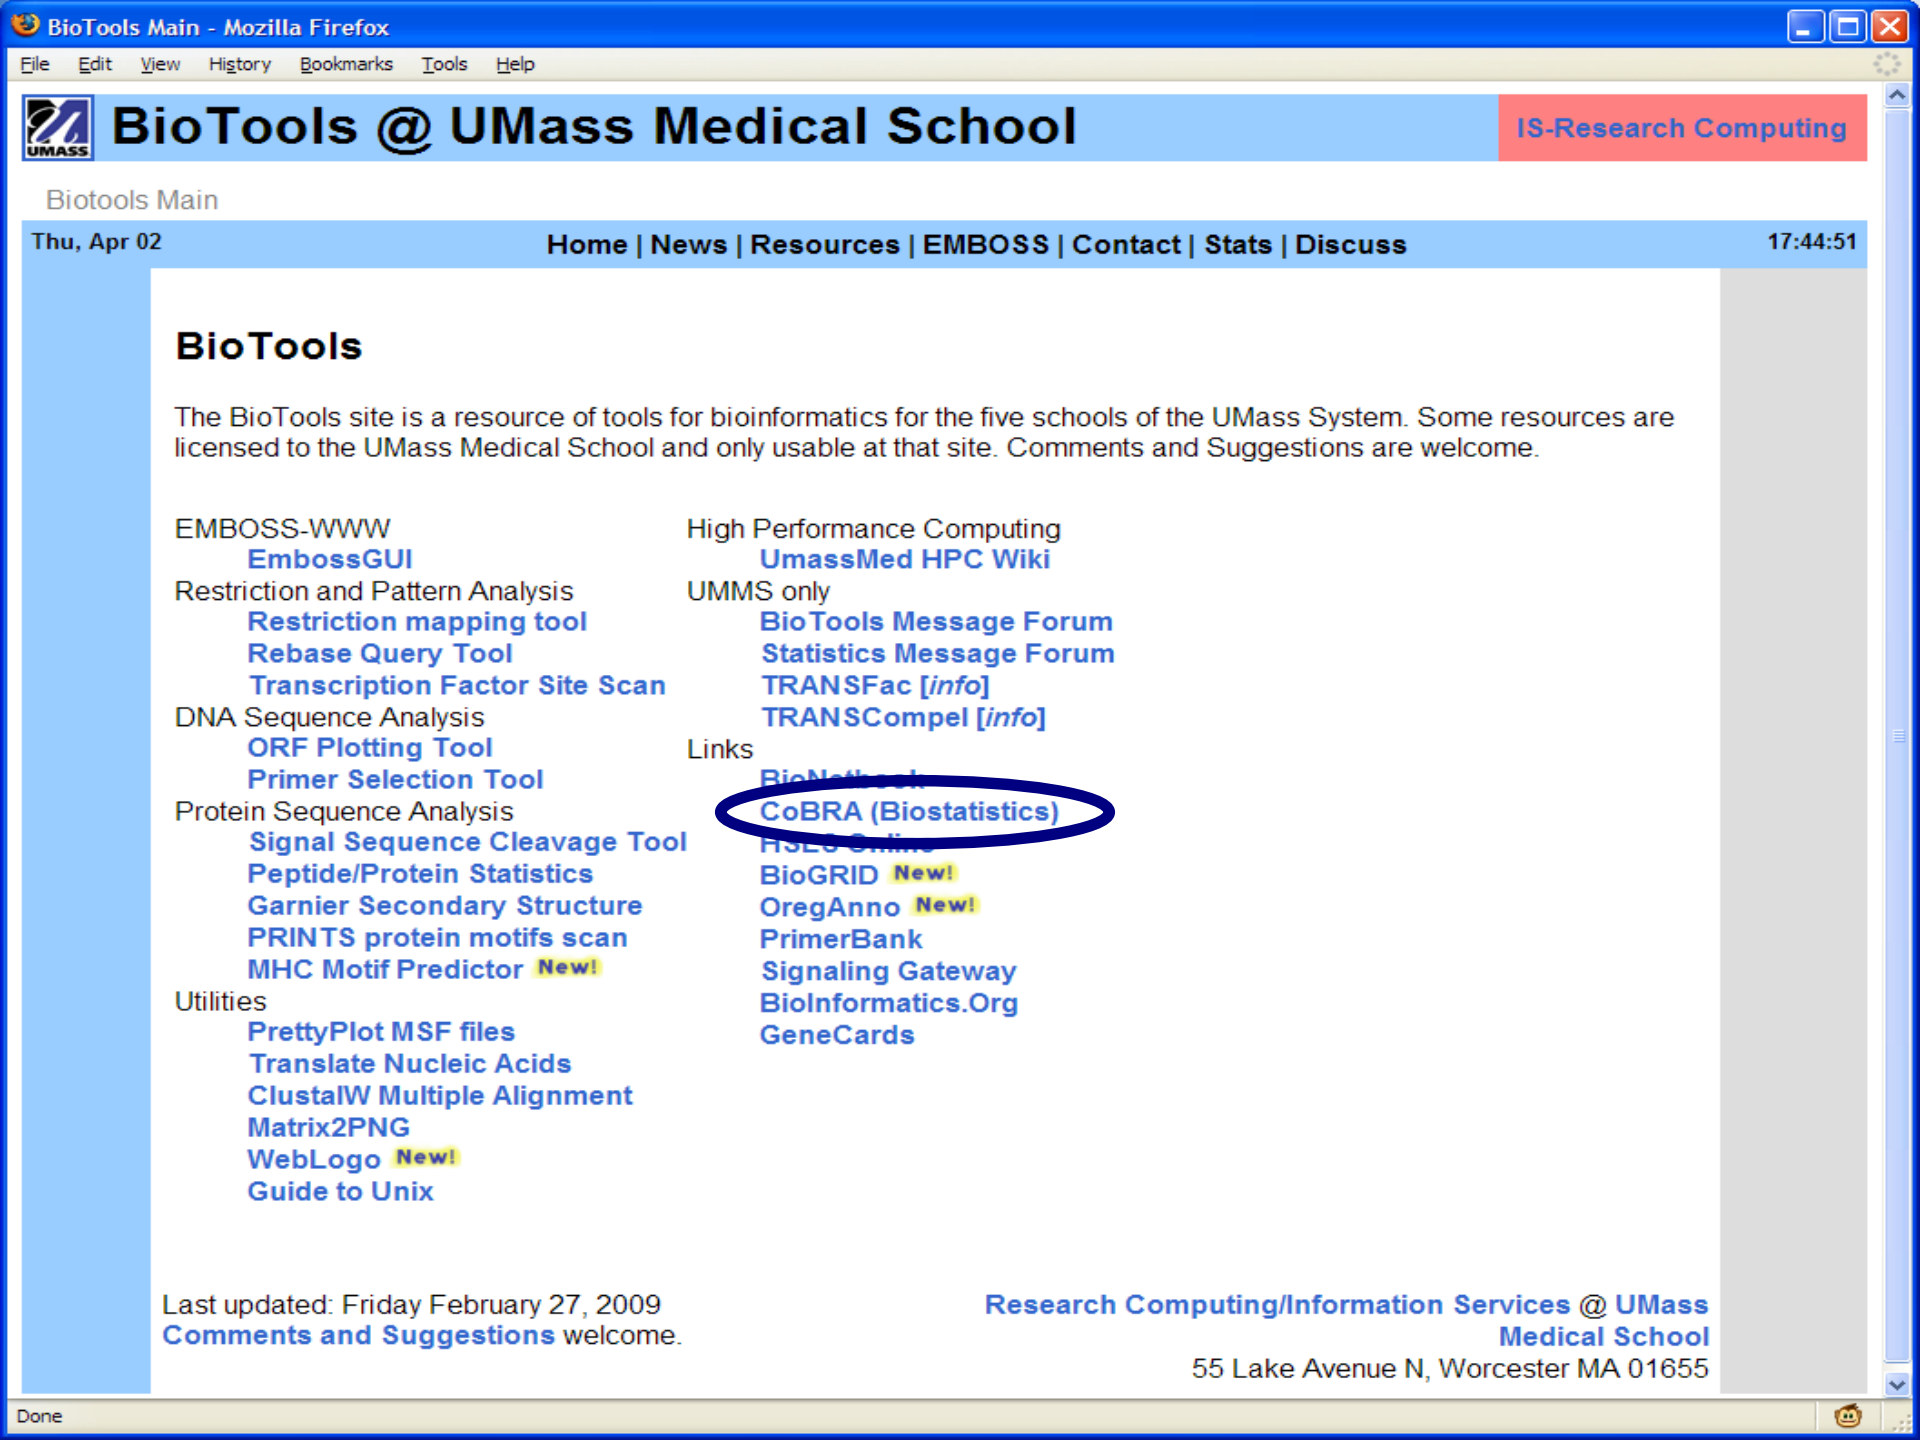 BioTools Main - Mozilla Firefox
File Edit View History Bookmarks Tools Help
UMASS
BioTools @ UMass Medical School
IS-Research Computing
Biotools Main
Thu, Apr 02
Home | News | Resources | EMBOSS | Contact | Stats | Discuss
17:44:51
BioTools
The BioTools site is a resource of tools for bioinformatics for the five schools of the UMass System. Some resources are
licensed to the UMass Medical School and only usable at that site. Comments and Suggestions are welcome.
EMBOSS-WWW
EmbossGUI
Restriction and Pattern Analysis
Restriction mapping tool
Rebase Query Tool
Transcription Factor Site Scan
DNA Sequence Analysis
ORF Plotting Tool
Primer Selection Tool
Protein Sequence Analysis
Signal Sequence Cleavage Tool
Peptide/Protein Statistics
Garnier Secondary Structure
PRINTS protein motifs scan
MHC Motif Predictor New!
Utilities
PrettyPlot MSF files
Translate Nucleic Acids
ClustalW Multiple Alignment
Matrix2PNG
WebLogo New!
Guide to Unix
High Performance Computing
UmassMed HPC Wiki
UMMS only
BioTools Message Forum
Statistics Message Forum
TRANSFac [info]
TRANSCompel [info]
Links
BioNetbook
CoBRA (Biostatistics)
HSLS Online
BioGRID New!
OregAnno New!
PrimerBank
Signaling Gateway
BioInformatics.Org
GeneCards
Last updated: Friday February 27, 2009
Comments and Suggestions welcome.
Research Computing/Information Services @ UMass
Medical School
55 Lake Avenue N, Worcester MA 01655
Done